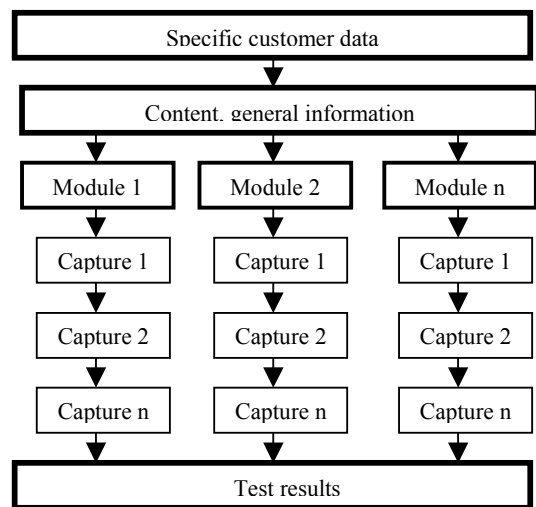 Specific customer data
Content, general information
Module 1
Module 2
Module n
Capture 1
Capture 1
Capture 1
Capture 2
Capture 2
Capture 2
Capture n
Capture n
Capture n
Test results